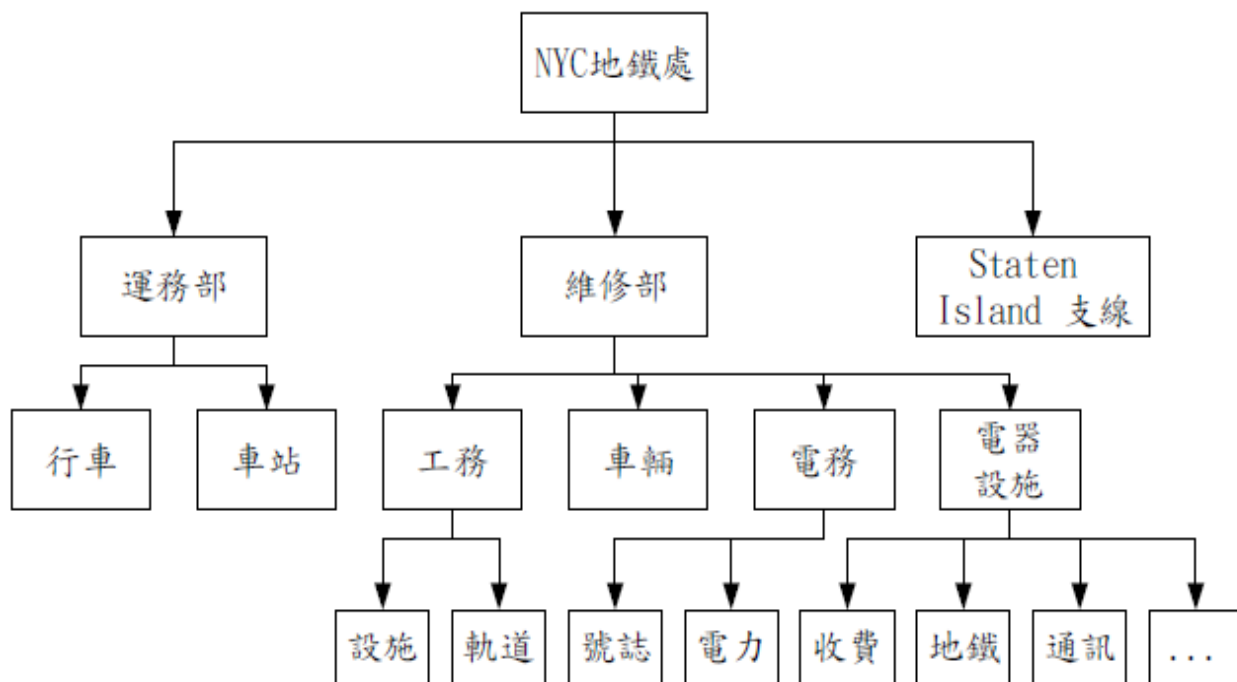 NYC地鐵處
運務部
維修部
Staten
Island 支線
行車
車站
工務
車輛
電務
電器
設施
設施
軌道
號誌
電力
收費
地鐵
通訊
...